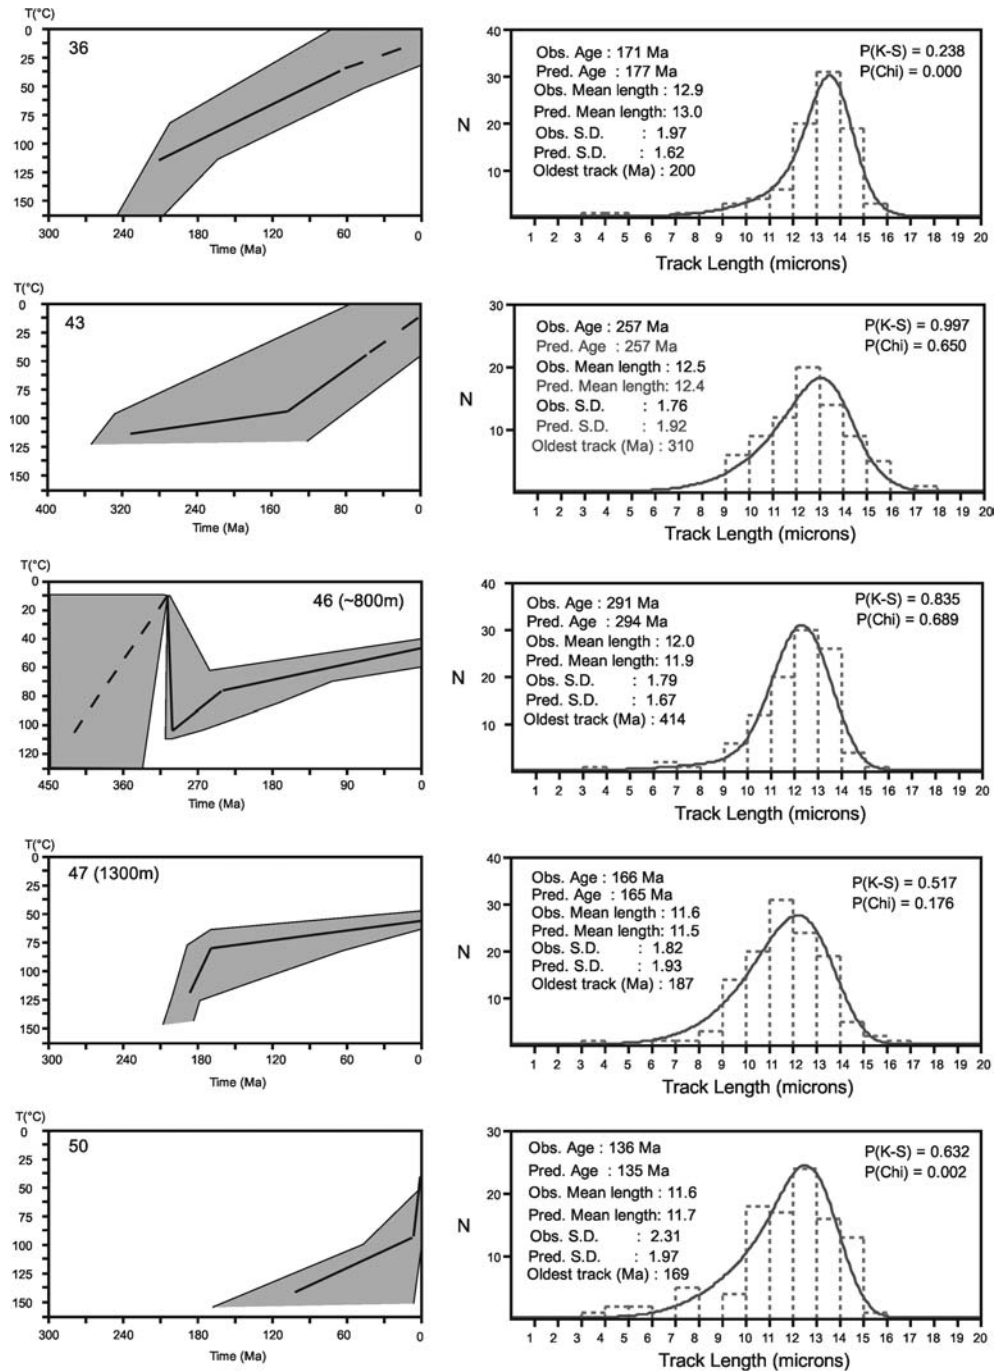 T(°C)
0
25
50
75
100
125
150
300 240 180 120 60 0
Time (Ma)
36
40
30
20
10
N
Obs. Age : 171 Ma
Pred. Age : 177 Ma
Obs. Mean length : 12.9
Pred. Mean length: 13.0
Obs. S.D. : 1.97
Pred. S.D. : 1.62
Oldest track (Ma) : 200
P(K-S) = 0.238
P(Chi) = 0.000
1 2 3 4 5 6 7 8 9 10 11 12 13 14 15 16 17 18 19 20
Track Length (microns)
T(°C)
0
25
50
75
100
125
150
400 320 240 160 80 0
Time (Ma)
43
30
20
10
N
Obs. Age : 257 Ma
Pred. Age : 257 Ma
Obs. Mean length : 12.5
Pred. Mean length: 12.4
Obs. S.D. : 1.76
Pred. S.D. : 1.92
Oldest track (Ma) : 310
P(K-S) = 0.997
P(Chi) = 0.650
1 2 3 4 5 6 7 8 9 10 11 12 13 14 15 16 17 18 19 20
Track Length (microns)
T(°C)
0
20
40
60
80
100
120
450 360 270 180 90 0
Time (Ma)
46 (~800m)
40
30
20
10
N
Obs. Age : 291 Ma
Pred. Age : 294 Ma
Obs. Mean length : 12.0
Pred. Mean length: 11.9
Obs. S.D. : 1.79
Pred. S.D. : 1.67
Oldest track (Ma) : 414
P(K-S) = 0.835
P(Chi) = 0.689
1 2 3 4 5 6 7 8 9 10 11 12 13 14 15 16 17 18 19 20
Track Length (microns)
T(°C)
0
25
50
75
100
125
150
300 240 180 120 60 0
Time (Ma)
47 (1300m)
40
30
20
10
N
Obs. Age : 166 Ma
Pred. Age : 165 Ma
Obs. Mean length : 11.6
Pred. Mean length: 11.5
Obs. S.D. : 1.82
Pred. S.D. : 1.93
Oldest track (Ma) : 187
P(K-S) = 0.517
P(Chi) = 0.176
1 2 3 4 5 6 7 8 9 10 11 12 13 14 15 16 17 18 19 20
Track Length (microns)
T(°C)
0
25
50
75
100
125
150
300 240 180 120 60 0
Time (Ma)
50
30
20
10
N
Obs. Age : 136 Ma
Pred. Age : 135 Ma
Obs. Mean length : 11.6
Pred. Mean length: 11.7
Obs. S.D. : 2.31
Pred. S.D. : 1.97
Oldest track (Ma) : 169
P(K-S) = 0.632
P(Chi) = 0.002
1 2 3 4 5 6 7 8 9 10 11 12 13 14 15 16 17 18 19 20
Track Length (microns)